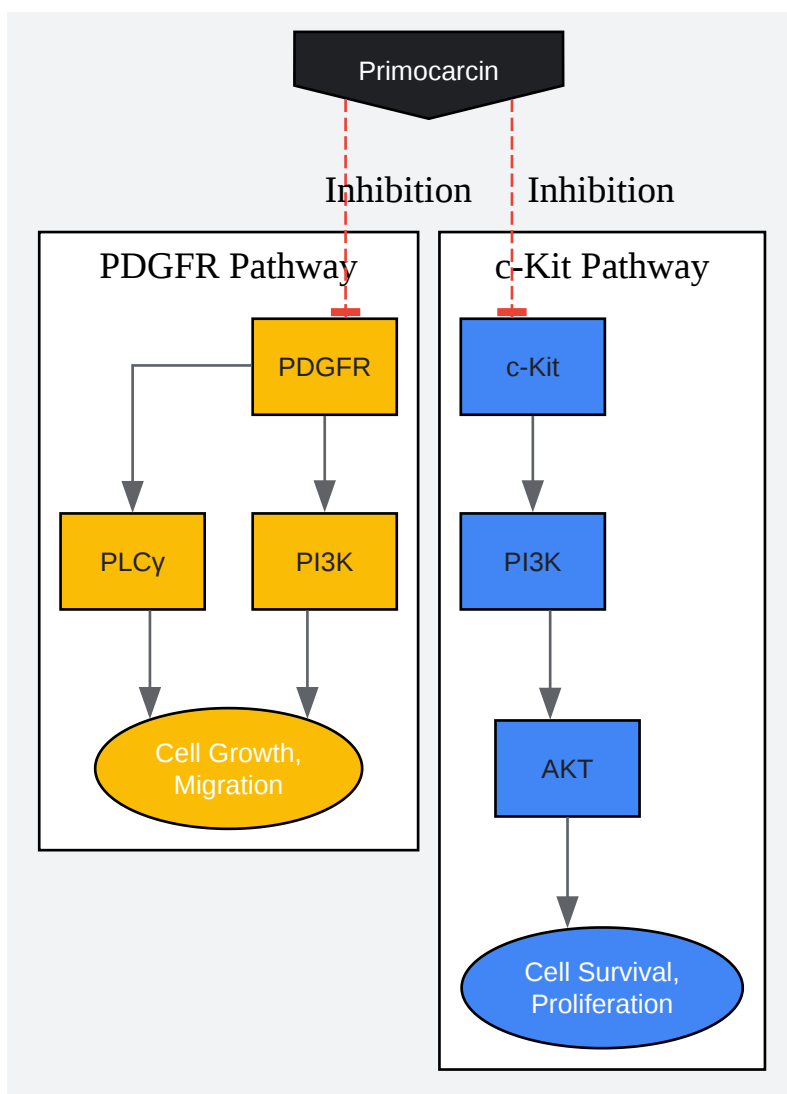 Primocarcin
Inhibition
Inhibition
PDGFR Pathway
PDGFR
PLCγ
PI3K
Cell Growth,
Migration
c-Kit Pathway
c-Kit
PI3K
AKT
Cell Survival,
Proliferation